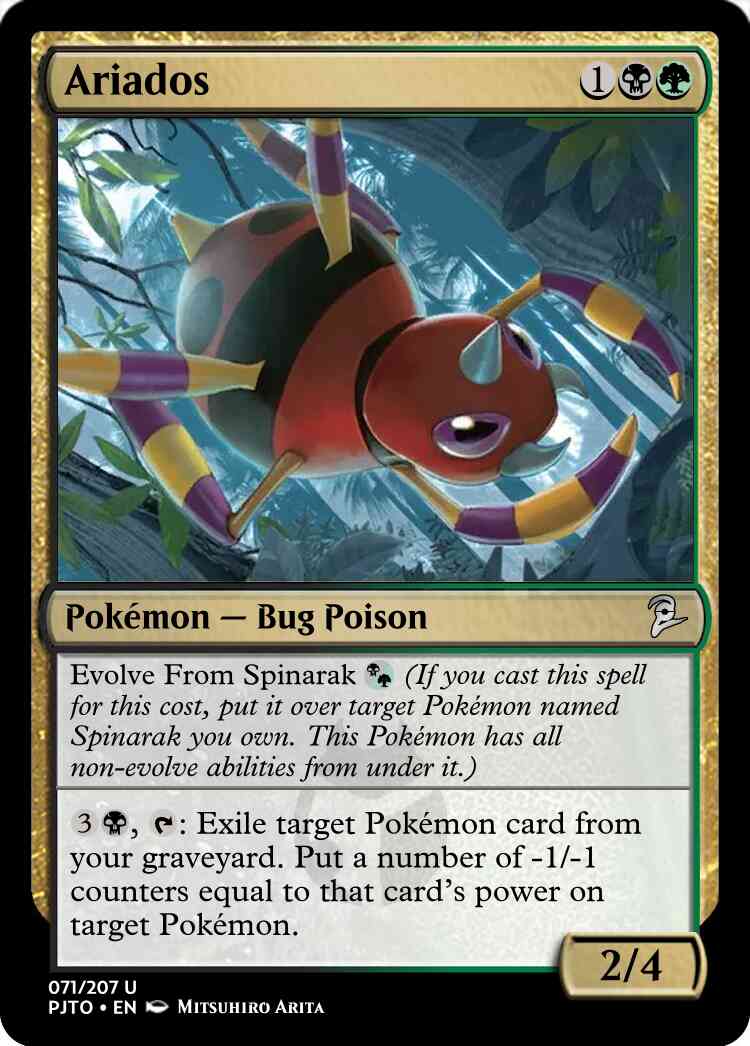 Ariados 1
Pokémon — Bug Poison
Evolve From Spinarak (If you cast this spell
for this cost, put it over target Pokémon named
Spinarak you own. This Pokémon has all
non-evolve abilities from under it.)
3, : Exile target Pokémon card from
your graveyard. Put a number of -1/-1
counters equal to that card's power on
target Pokémon.
2/4
071/207 U
PJTO • EN Mitsuhiro Arita